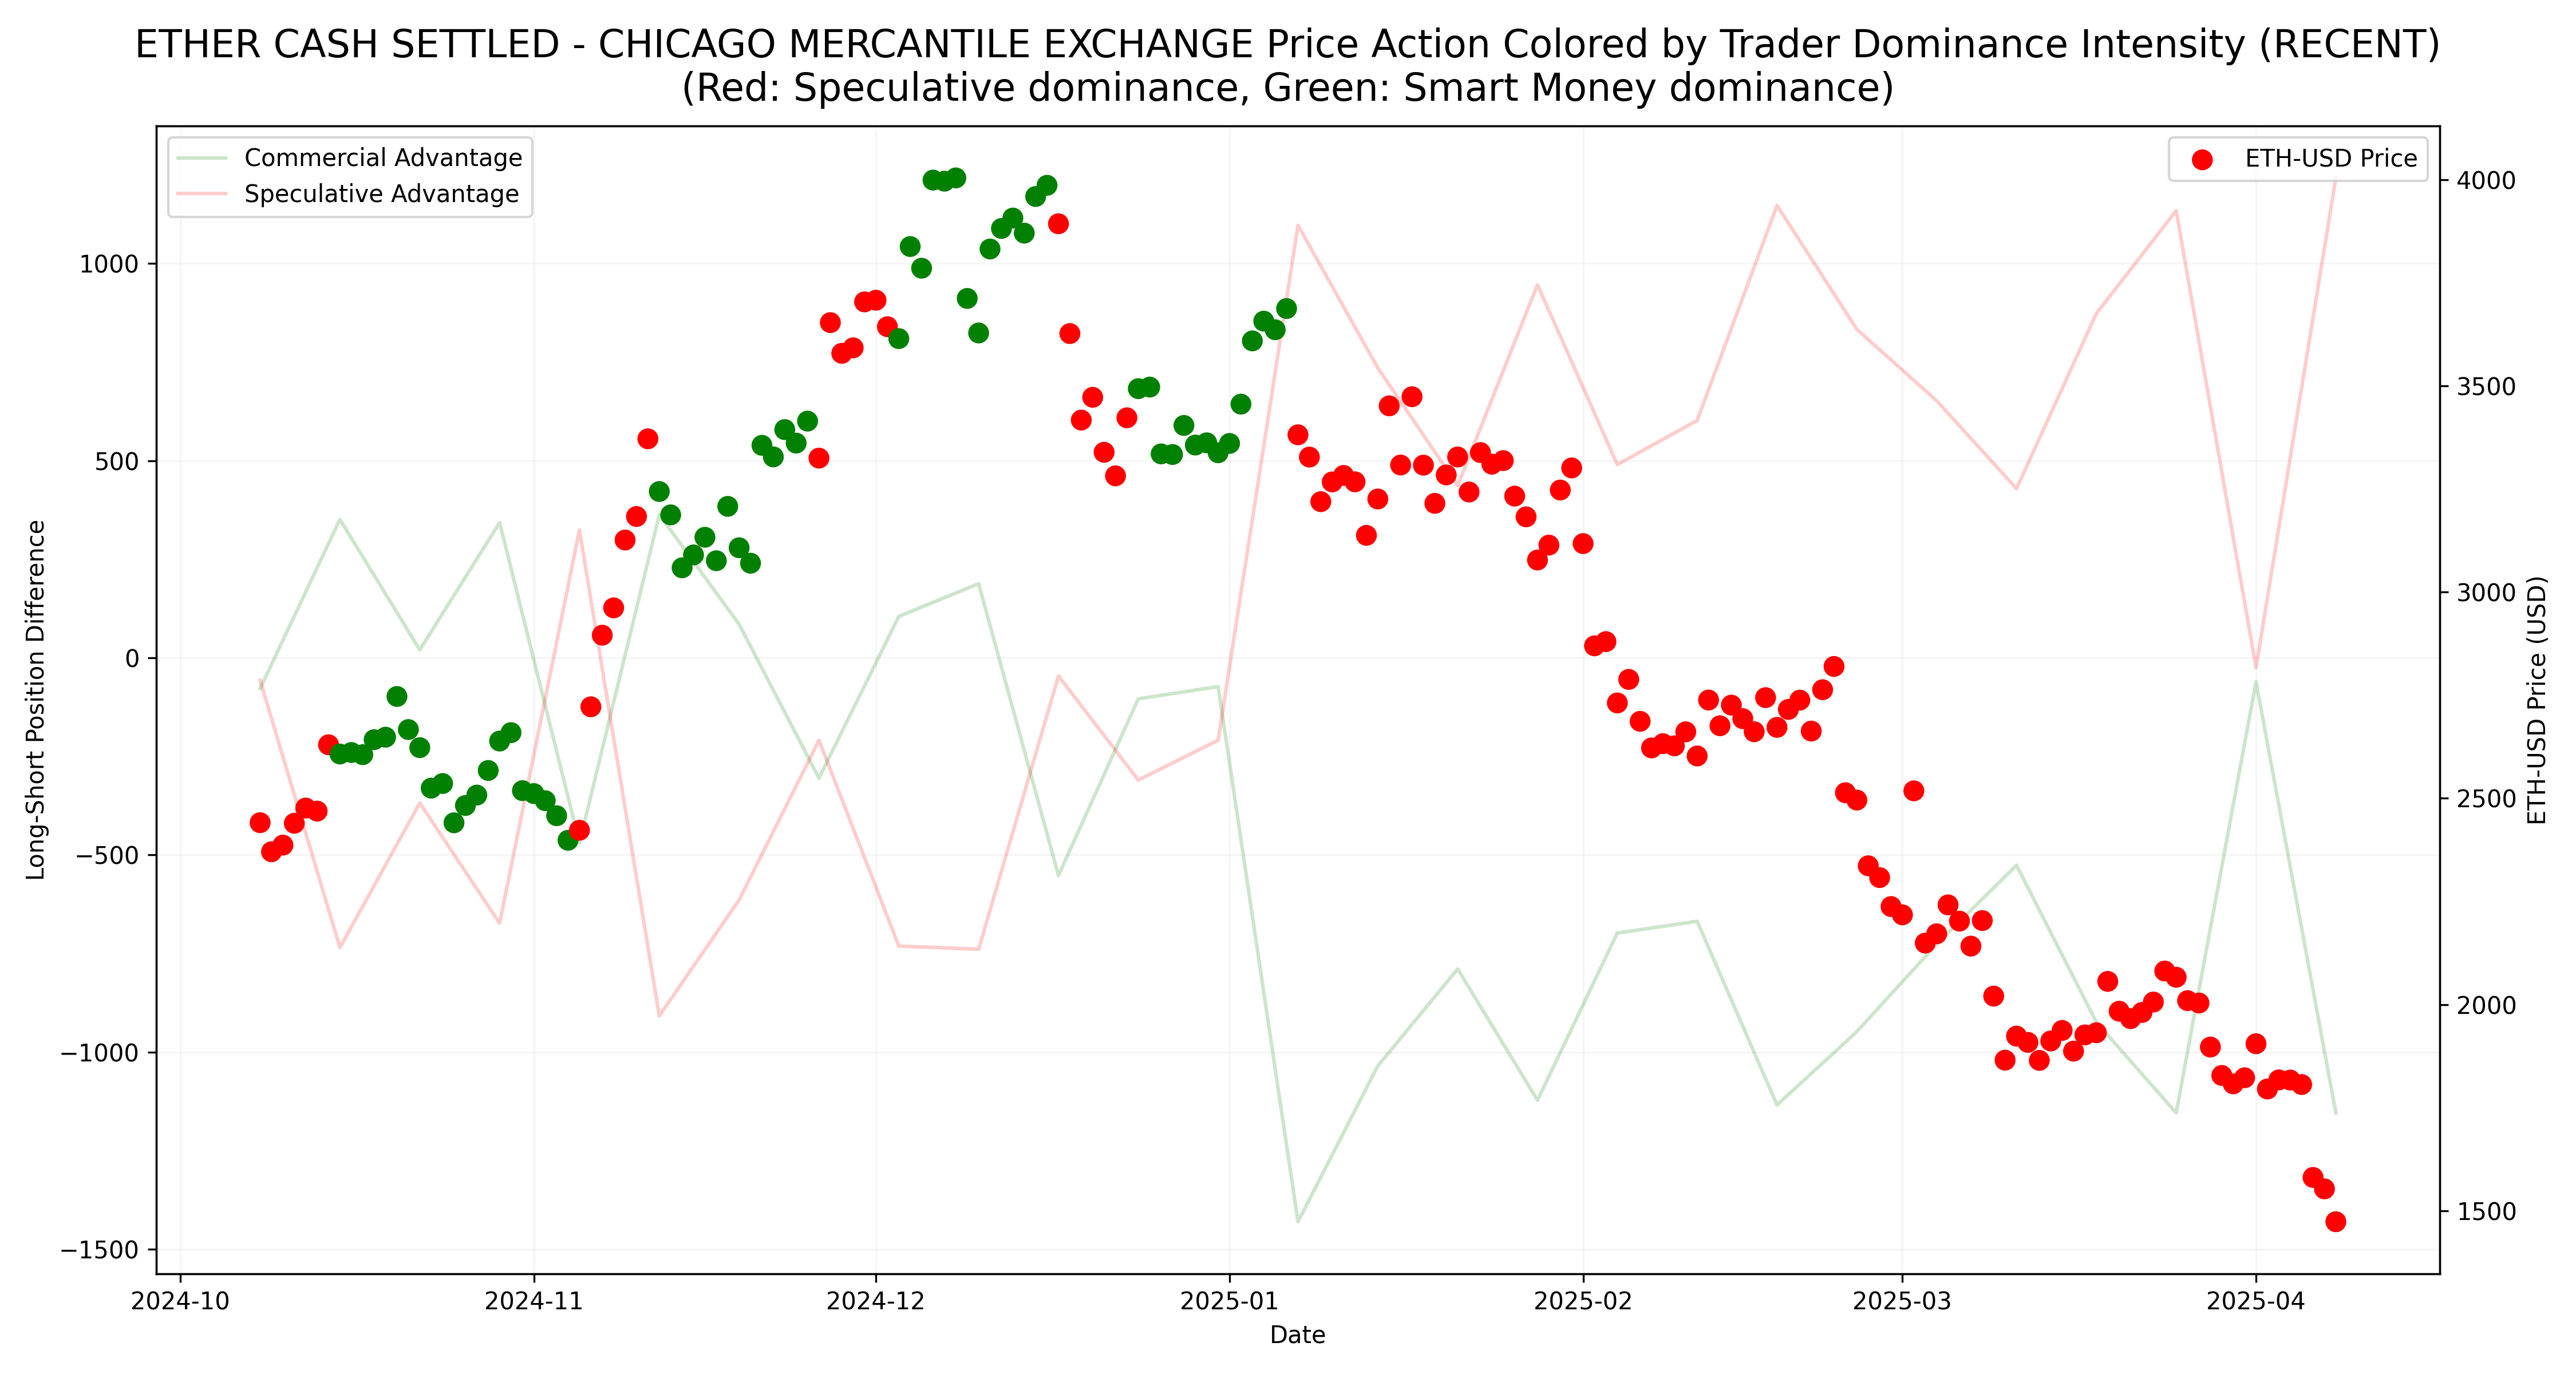 ETHER CASH SETTLED - CHICAGO MERCANTILE EXCHANGE Price Action Colored by Trader Dominance Intensity (RECENT)
(Red: Speculative dominance, Green: Smart Money dominance)
Commercial Advantage
Speculative Advantage
ETH-USD Price
Long-Short Position Difference
1000
500
0
−500
−1000
−1500
4000
3500
3000
2500
2000
1500
ETH-USD Price (USD)
2024-10
2024-11
2024-12
2025-01
2025-02
2025-03
2025-04
Date